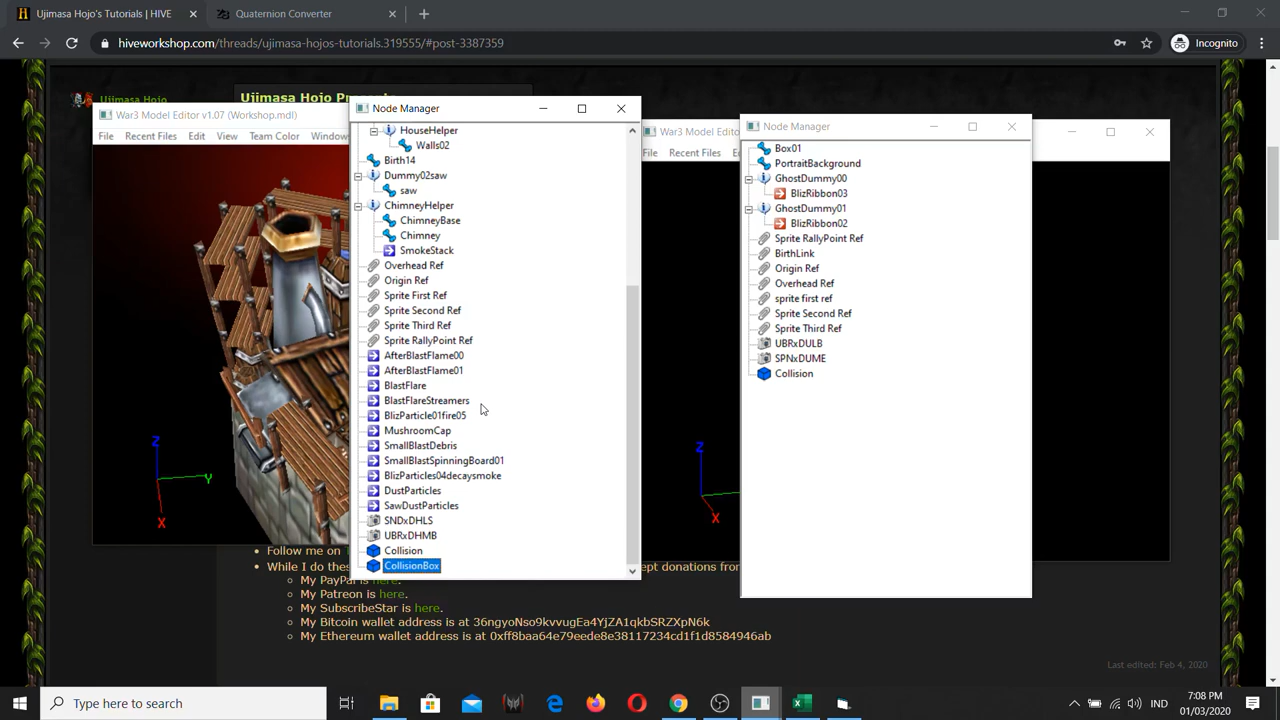 Ujimasa Hojo's Tutorials | HIVE
Quaternion Converter
hiveworkshop.com/threads/ujimasa-hojos-tutorials.319555/#post-3387359
Incognito
Ujimasa Hojo
Ujimasa Hojo Presents
War3 Model Editor v1.07 (Workshop.mdl)
File Recent Files Edit View Team Color Windows
Node Manager
HouseHelper
Walls02
Birth14
Dummy02saw
saw
ChimneyHelper
ChimneyBase
Chimney
SmokeStack
Overhead Ref
Origin Ref
Sprite First Ref
Sprite Second Ref
Sprite Third Ref
Sprite RallyPoint Ref
AfterBlastFlame00
AfterBlastFlame01
BlastFlare
BlastFlareStreamers
BlizParticle01fire05
MushroomCap
SmallBlastDebris
SmallBlastSpinningBoard01
BlizParticles04decaysmoke
DustParticles
SawDustParticles
SNDxDHLS
UBRxDHMB
Collision
CollisionBox
War3 Model Edito
File Recent Files
Node Manager
Box01
PortraitBackground
GhostDummy00
BlizRibbon03
GhostDummy01
BlizRibbon02
Sprite RallyPoint Ref
BirthLink
Origin Ref
Overhead Ref
sprite first ref
Sprite Second Ref
Sprite Third Ref
UBRxDULB
SPNxDUME
Collision
Z
Y
X
Z
X
Follow me on
While I do thes
ept donations from
My PayPal is here.
My Patreon is here.
My SubscribeStar is here.
My Bitcoin wallet address is at 36ngyoNso9kvvugEa4YjZA1qkbSRZXpN6k
My Ethereum wallet address is at 0xff8baa64e79eede8e38117234cd1f1d8584946ab
Last edited: Feb 4, 2020
Type here to search
IND
7:08 PM
01/03/2020